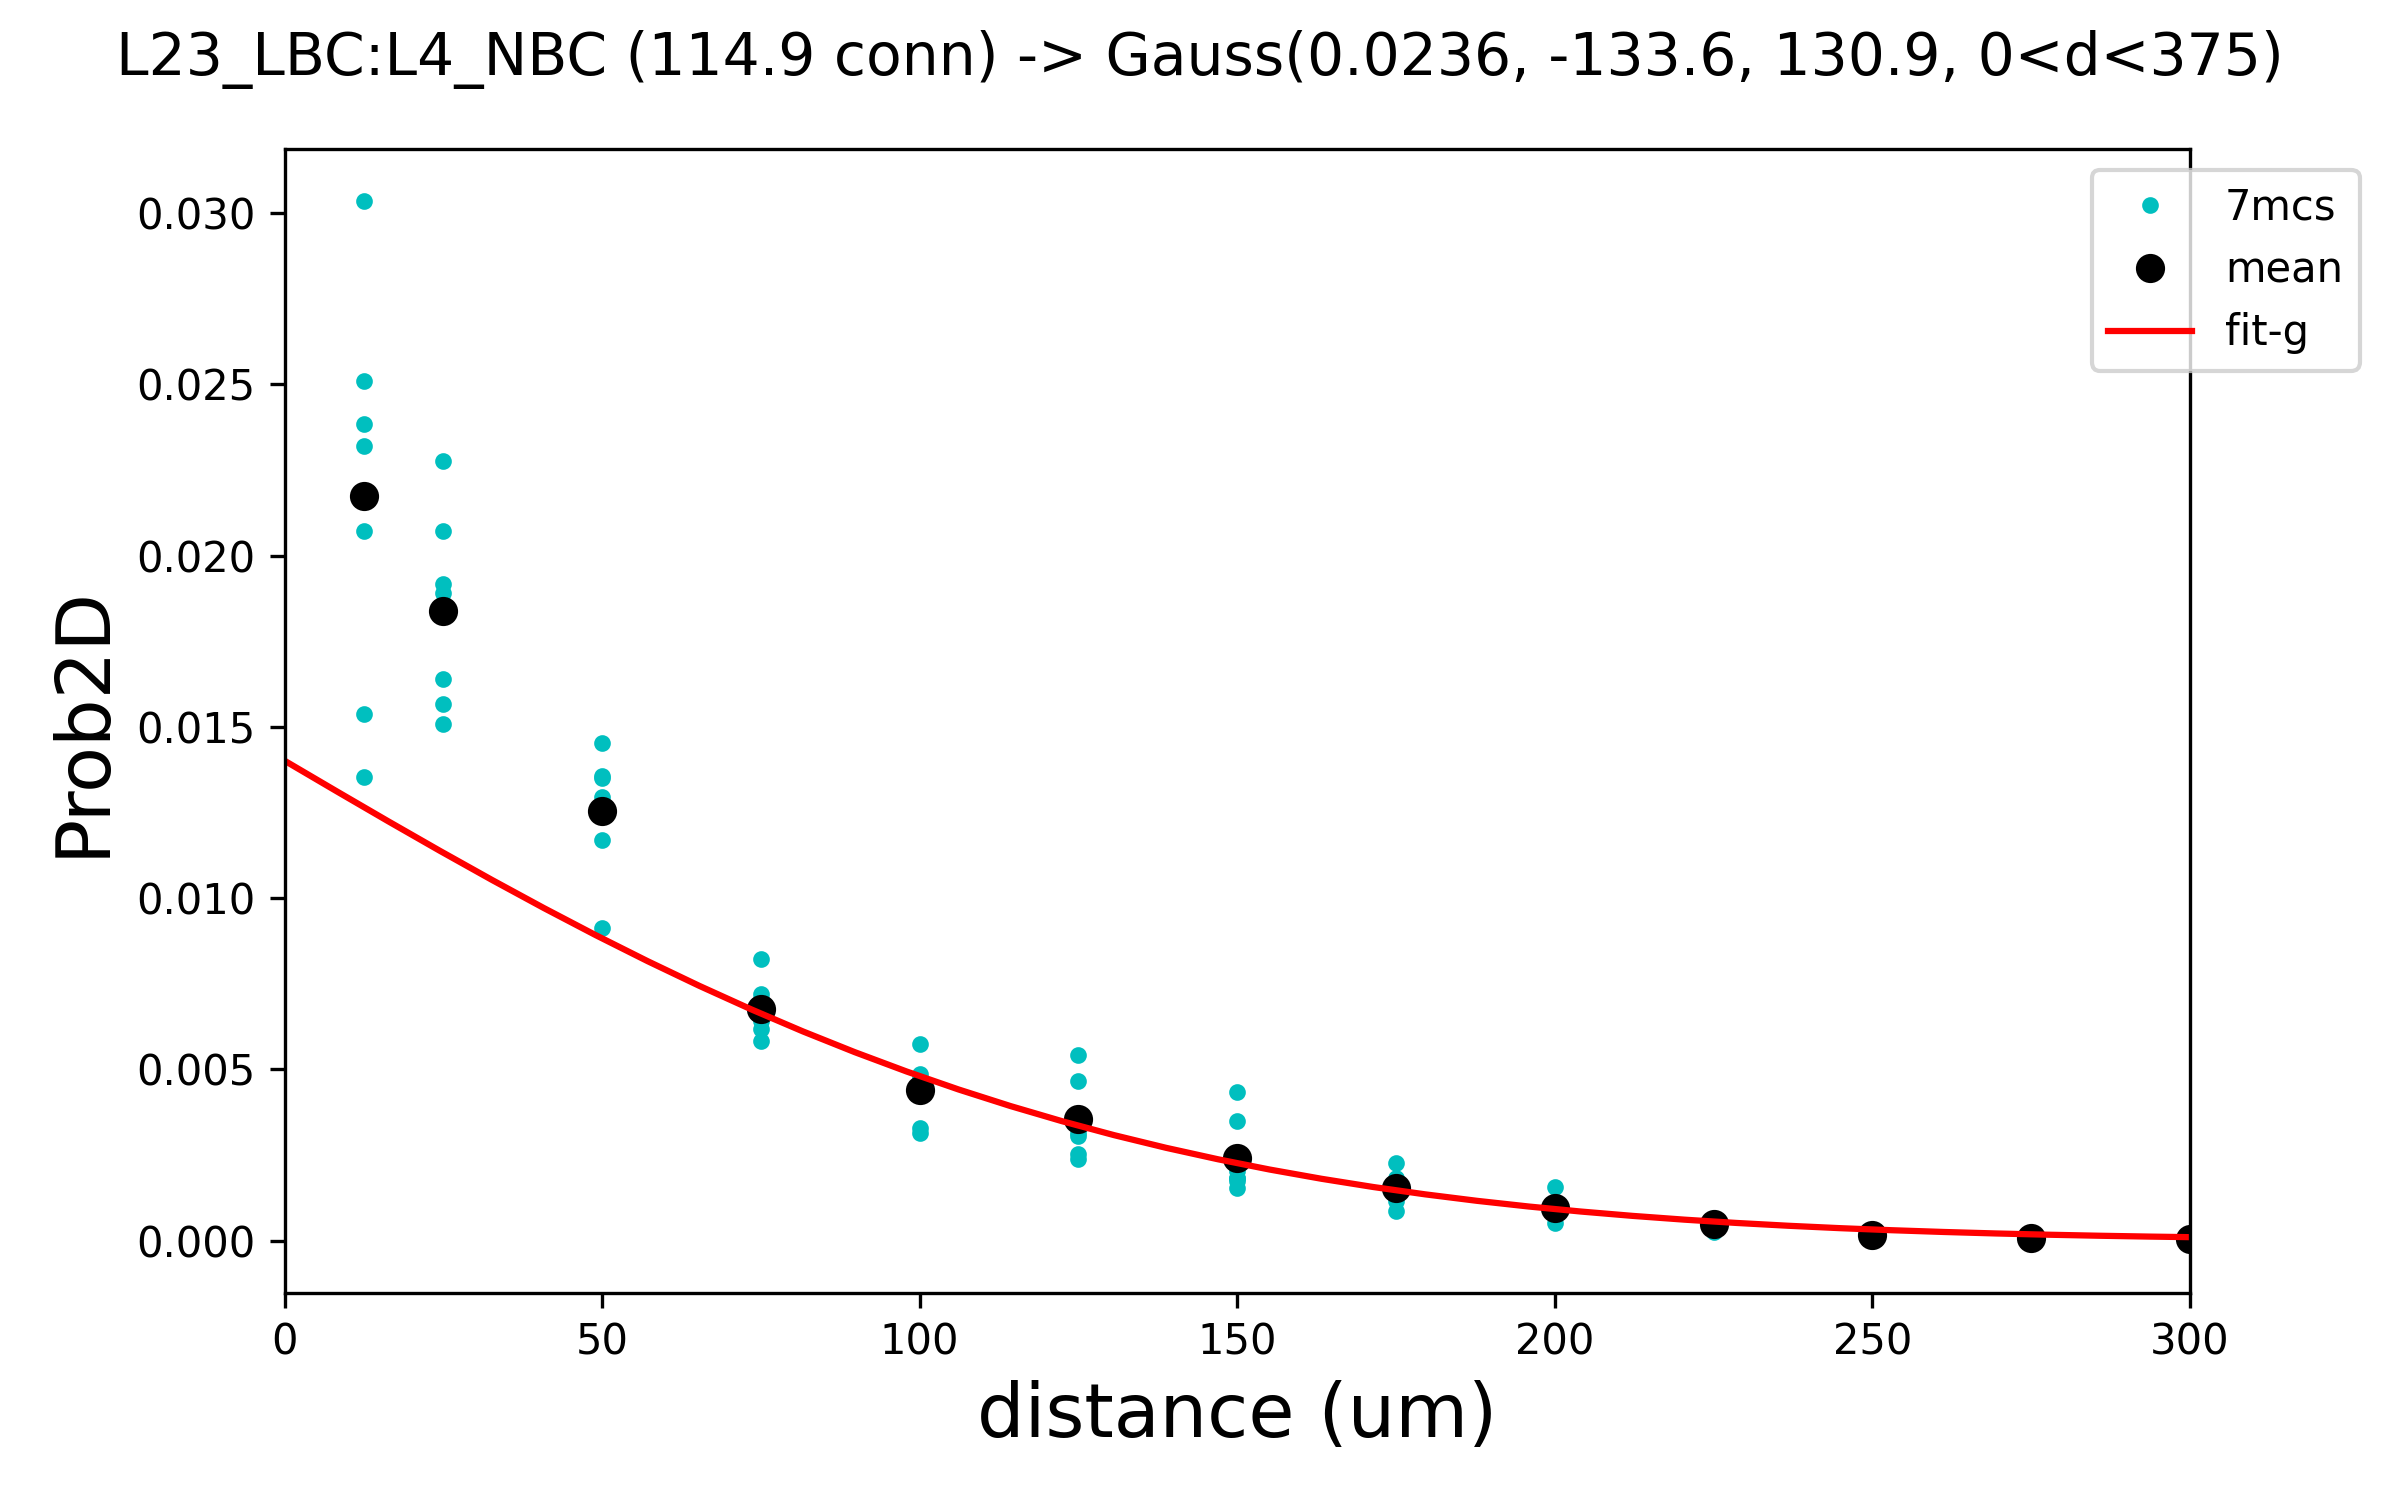 L23_LBC:L4_NBC (114.9 conn) -> Gauss(0.0236, -133.6, 130.9, 0<d<375)
7mcs
mean
fit-g
0.030
0.025
0.020
0.015
0.010
0.005
0.000
Prob2D
0 50 100 150 200 250 300
distance (um)